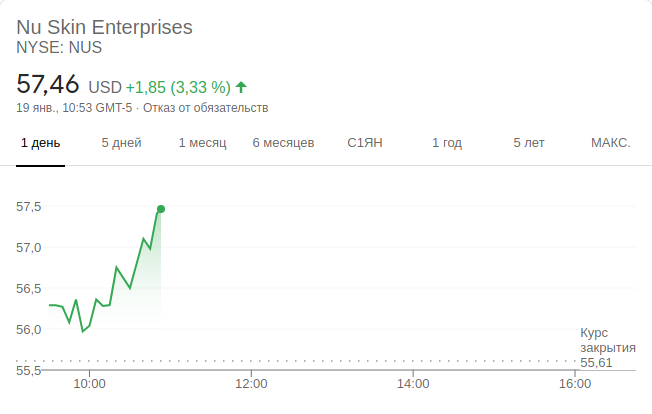 Nu Skin Enterprises
NYSE: NUS
57,46 USD +1,85 (3,33 %)
19 янв., 10:53 GMT-5 · Отказ от обязательств
1 день 5 дней 1 месяц 6 месяцев С1ЯН 1 год 5 лет МАКС.
57,5
57,0
56,5
56,0
Курс
закрытия
55,61
55,5
10:00 12:00 14:00 16:00